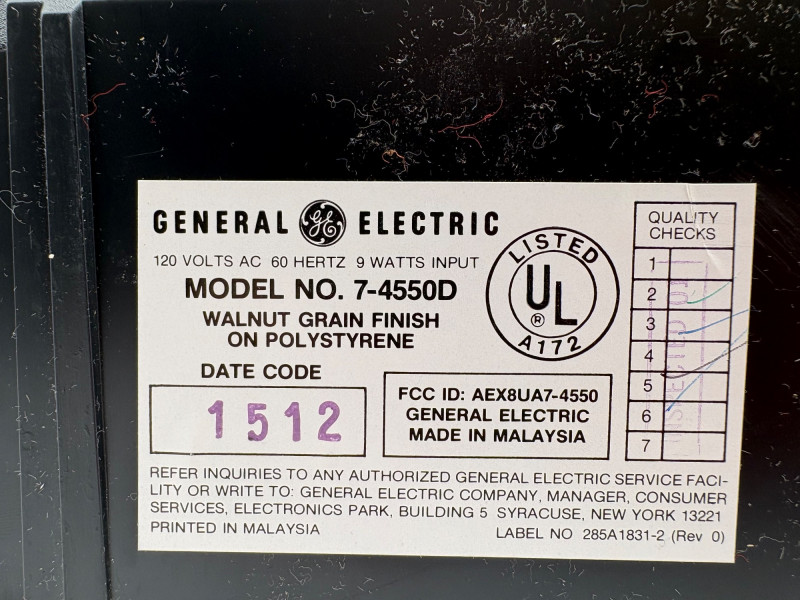 GENERAL GE ELECTRIC
120 VOLTS AC 60 HERTZ 9 WATTS INPUT
MODEL NO. 7-4550D
WALNUT GRAIN FINISH
ON POLYSTYRENE
DATE CODE
1512
LISTED
UL
®
A172
FCC ID: AEX8UA7-4550
GENERAL ELECTRIC
MADE IN MALAYSIA
QUALITY
CHECKS
1
2
3
4
5
6
7
INSPECTED
REFER INQUIRIES TO ANY AUTHORIZED GENERAL ELECTRIC SERVICE FACI-
LITY OR WRITE TO: GENERAL ELECTRIC COMPANY, MANAGER, CONSUMER
SERVICES, ELECTRONICS PARK, BUILDING 5 SYRACUSE, NEW YORK 13221
PRINTED IN MALAYSIA
LABEL NO 285A1831-2 (Rev 0)